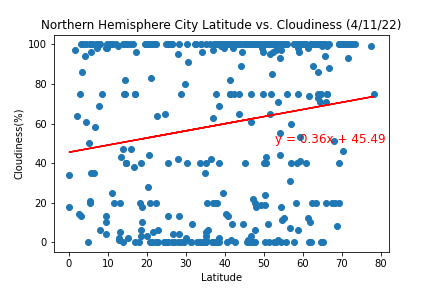 Northern Hemisphere City Latitude vs. Cloudiness (4/11/22)
100
80
60
40
20
0
Cloudiness(%)
y = 0.36x + 45.49
0 10 20 30 40 50 60 70 80
Latitude